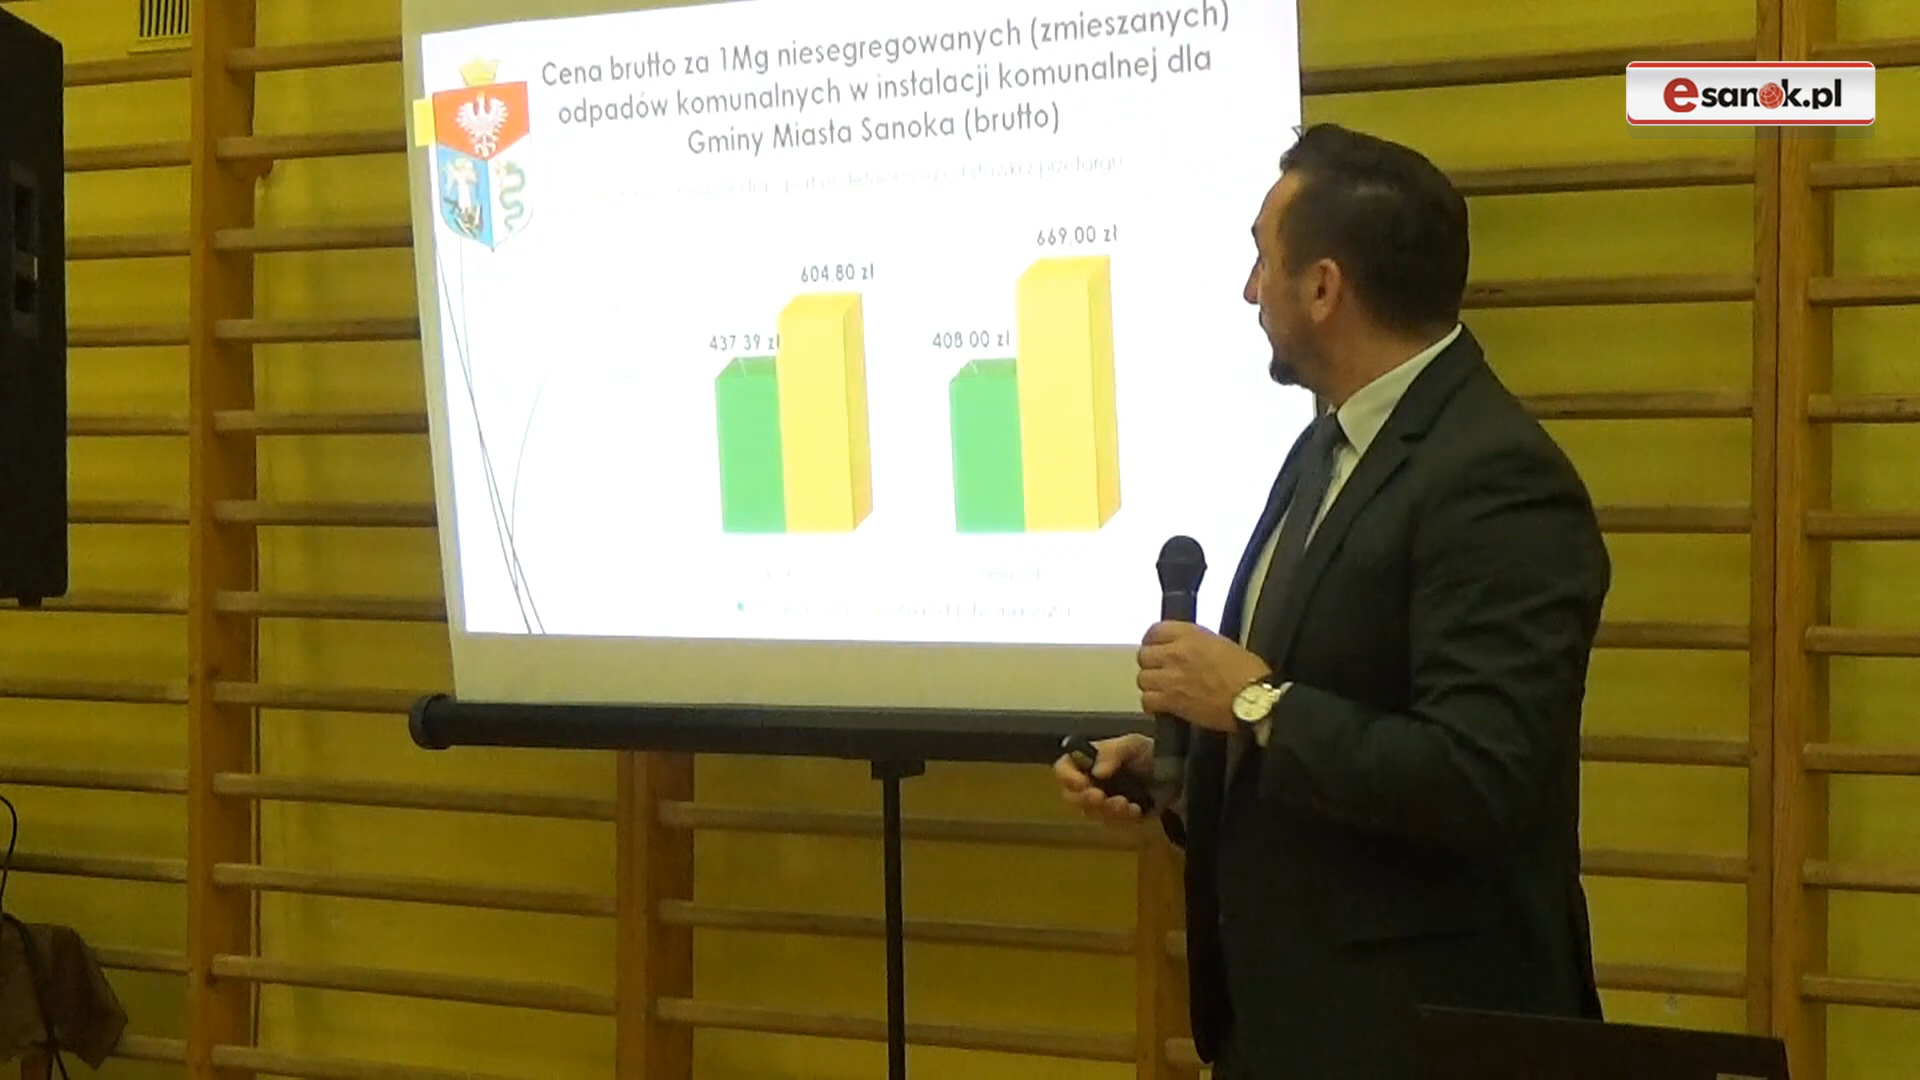 esanok.pl
Cena brutto za 1Mg niesegregowanych (zmieszanych)
odpadów komunalnych w instalacji komunalnej dla
Gminy Miasta Sanoka (brutto)
669.00 zł
604.80 zł
437.39 zł
408.00 zł